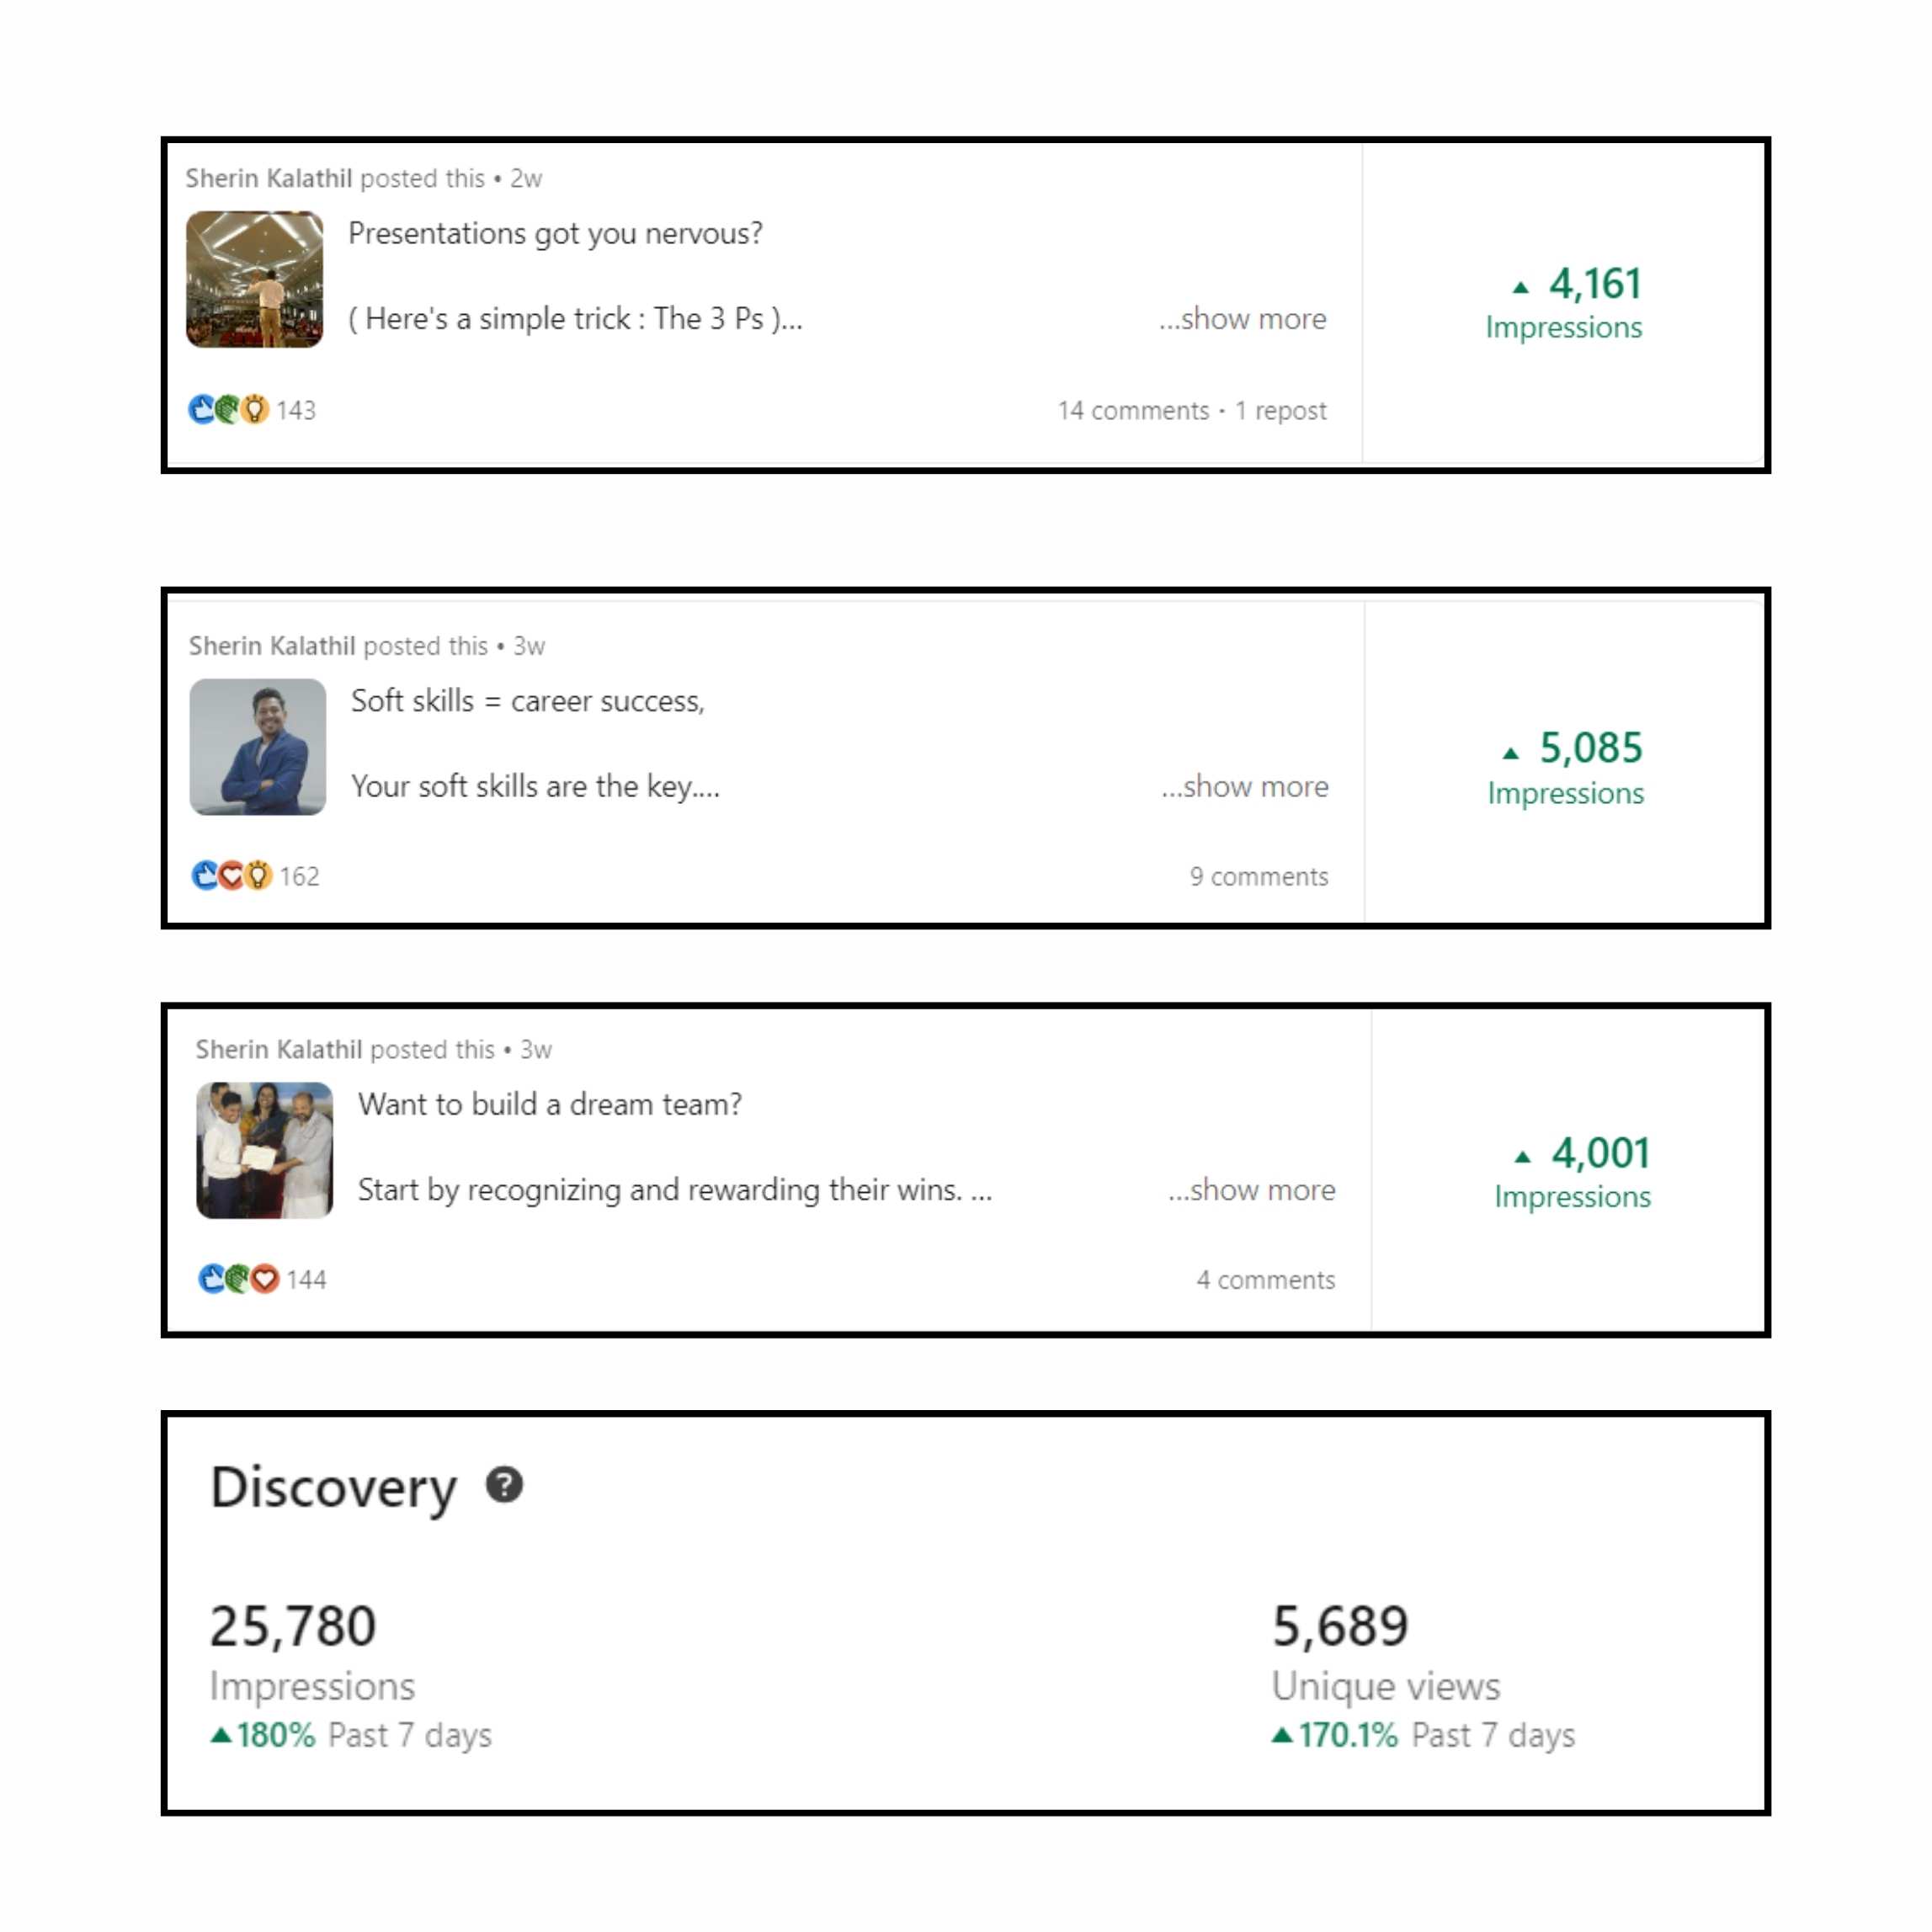 Sherin Kalathil posted this • 2w
Presentations got you nervous?
( Here's a simple trick : The 3 Ps )...
...show more
143
14 comments · 1 repost
▲ 4,161
Impressions
Sherin Kalathil posted this • 3w
Soft skills = career success,
Your soft skills are the key....
...show more
162
9 comments
▲ 5,085
Impressions
Sherin Kalathil posted this • 3w
Want to build a dream team?
Start by recognizing and rewarding their wins. ...
...show more
144
4 comments
▲ 4,001
Impressions
Discovery ?
25,780
Impressions
▲180% Past 7 days
5,689
Unique views
▲170.1% Past 7 days